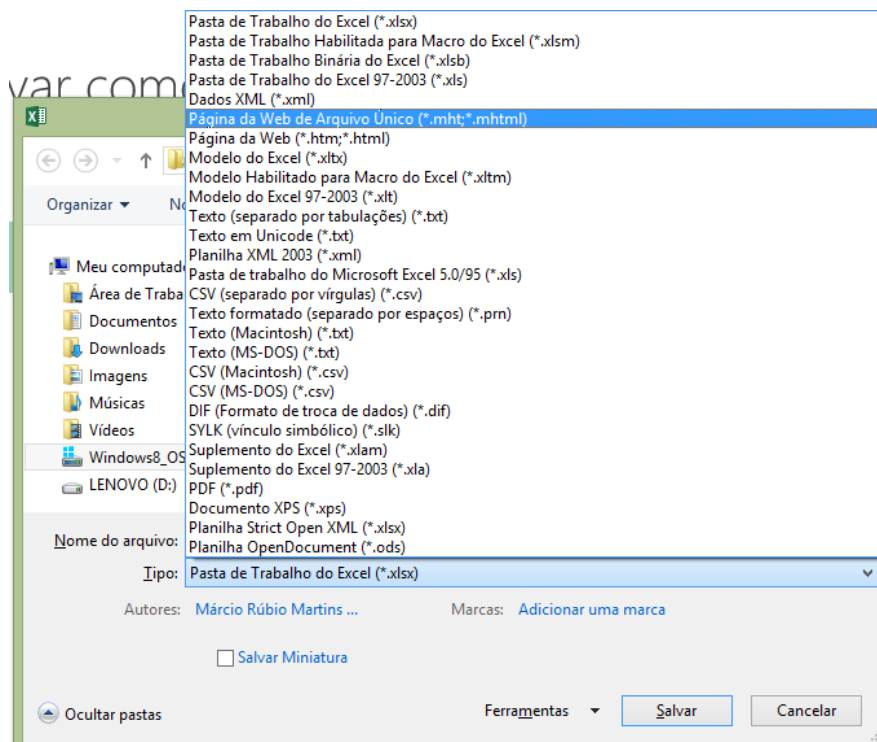 var com
Pasta de Trabalho do Excel (*.xlsx)
Pasta de Trabalho Habilitada para Macro do Excel (*.xlsm)
Pasta de Trabalho Binária do Excel (*.xlsb)
Pasta de Trabalho do Excel 97-2003 (*.xls)
Dados XML (*.xml)
Página da Web de Arquivo Único (*.mht;*.mhtml)
Página da Web (*.htm;*.html)
Modelo do Excel (*.xltx)
Modelo Habilitado para Macro do Excel (*.xltm)
Modelo do Excel 97-2003 (*.xlt)
Texto (separado por tabulações) (*.txt)
Texto em Unicode (*.txt)
Planilha XML 2003 (*.xml)
Pasta de trabalho do Microsoft Excel 5.0/95 (*.xls)
CSV (separado por vírgulas) (*.csv)
Texto formatado (separado por espaços) (*.prn)
Texto (Macintosh) (*.txt)
Texto (MS-DOS) (*.txt)
CSV (Macintosh) (*.csv)
CSV (MS-DOS) (*.csv)
DIF (Formato de troca de dados) (*.dif)
SYLK (vínculo simbólico) (*.slk)
Suplemento do Excel (*.xlam)
Suplemento do Excel 97-2003 (*.xla)
PDF (*.pdf)
Documento XPS (*.xps)
Planilha Strict Open XML (*.xlsx)
Planilha OpenDocument (*.ods)
Organizar No
Meu computad
Área de Traba
Documentos
Downloads
Imagens
Músicas
Vídeos
Windows8_OS
LENOVO (D:)
Nome do arquivo:
Tipo: Pasta de Trabalho do Excel (*.xlsx)
Autores: Márcio Rúbio Martins ... Marcas: Adicionar uma marca
Salvar Miniatura
Ocultar pastas Ferramentas Salvar Cancelar